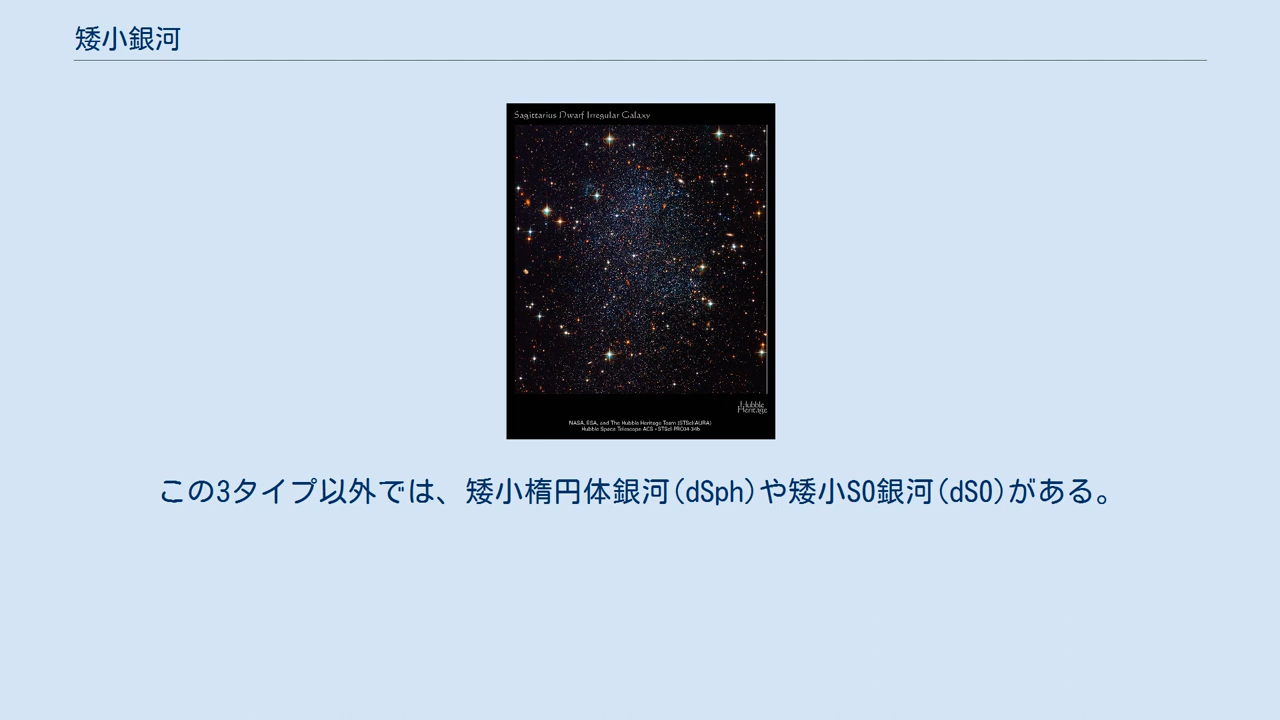 矮小銀河
Sagittarius Dwarf Irregular Galaxy
Hubble
Heritage
NASA, ESA, and The Hubble Heritage Team (STScI/AURA)
Hubble Space Telescope ACS • STScI-PRC04-34b
この3タイプ以外では、矮小楕円体銀河(dSph)や矮小S0銀河(dS0)がある。